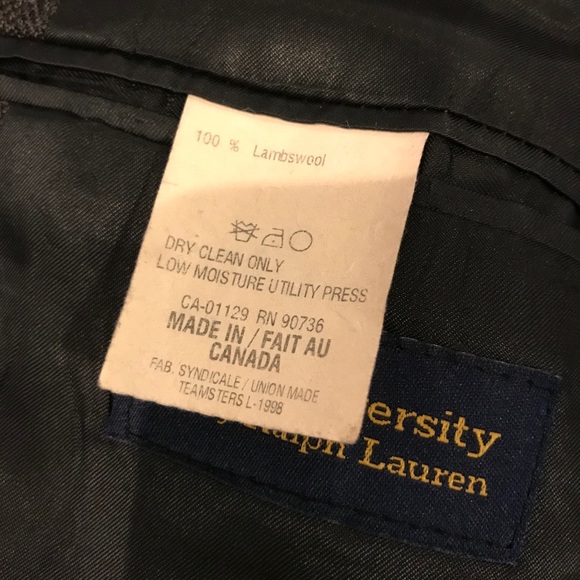 100 % Lambswool
DRY CLEAN ONLY
LOW MOISTURE UTILITY PRESS
CA-01129 RN 90736
MADE IN / FAIT AU
CANADA
FAB. SYNDICALE / UNION MADE
TEAMSTERS L-1998
ersity
Ralph Lauren